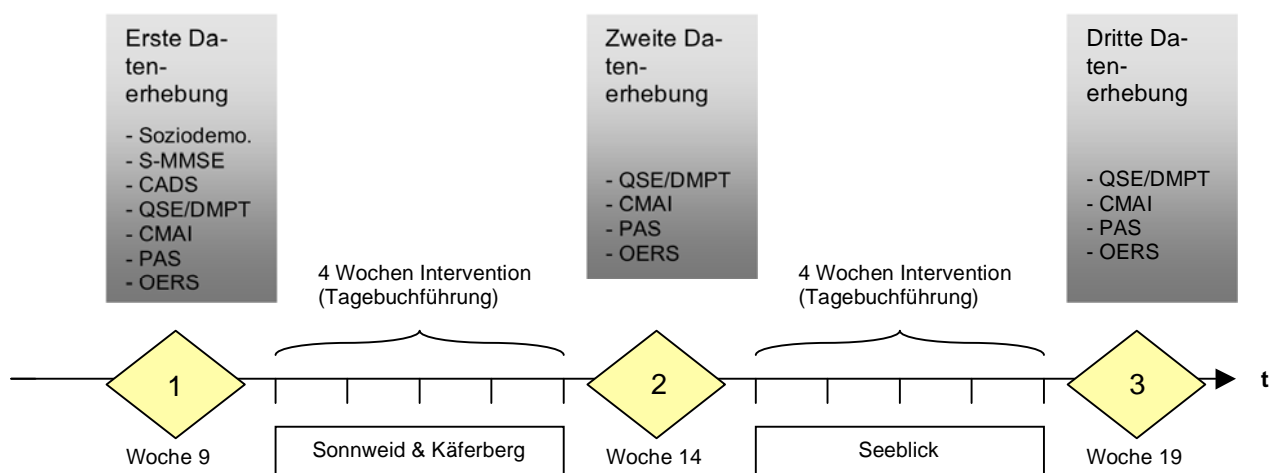 Erste Da-
ten-
erhebung
- Soziodemo.
- S-MMSE
- CADS
- QSE/DMPT
- CMAI
- PAS
- OERS
4 Wochen Intervention
(Tagebuchführung)
Zweite Da-
ten-
erhebung
- QSE/DMPT
- CMAI
- PAS
- OERS
4 Wochen Intervention
(Tagebuchführung)
Dritte Da-
ten-
erhebung
- QSE/DMPT
- CMAI
- PAS
- OERS
1
2
3
t
Woche 9
Sonnweid & Käferberg
Woche 14
Seeblick
Woche 19